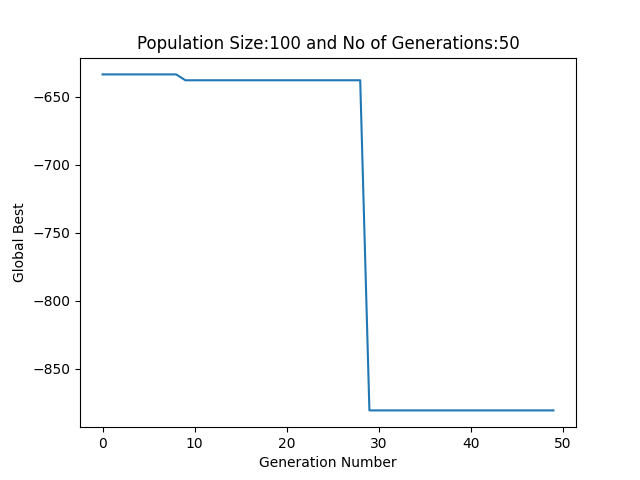 Population Size:100 and No of Generations:50
−650
−700
−750
−800
−850
Global Best
0 10 20 30 40 50
Generation Number